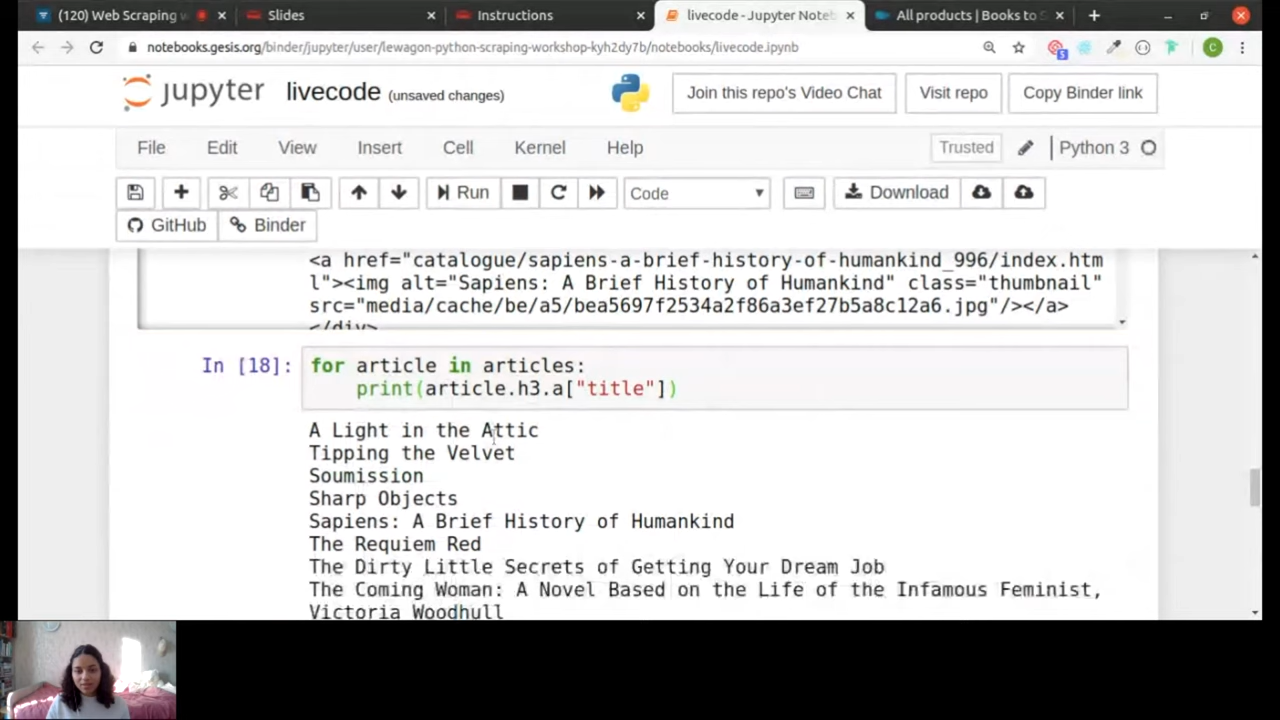 (120) Web Scraping w
Slides
Instructions
livecode - Jupyter Note
All products | Books to S
notebooks.gesis.org/binder/jupyter/user/lewagon-python-scraping-workshop-kyh2dy7b/notebooks/livecode.ipynb
5
C
jupyter livecode (unsaved changes)
Join this repo's Video Chat
Visit repo
Copy Binder link
File Edit View Insert Cell Kernel Help
Trusted
Python 3
Run
Code
Download
GitHub
Binder
<a href="catalogue/sapiens-a-brief-history-of-humankind_996/index.htm
l"><img alt="Sapiens: A Brief History of Humankind" class="thumbnail"
src="media/cache/be/a5/bea5697f2534a2f86a3ef27b5a8c12a6.jpg"/></a>
</div>
In [18]: for article in articles:
print(article.h3.a["title"])
A Light in the Attic
Tipping the Velvet
Soumission
Sharp Objects
Sapiens: A Brief History of Humankind
The Requiem Red
The Dirty Little Secrets of Getting Your Dream Job
The Coming Woman: A Novel Based on the Life of the Infamous Feminist,
Victoria Woodhull